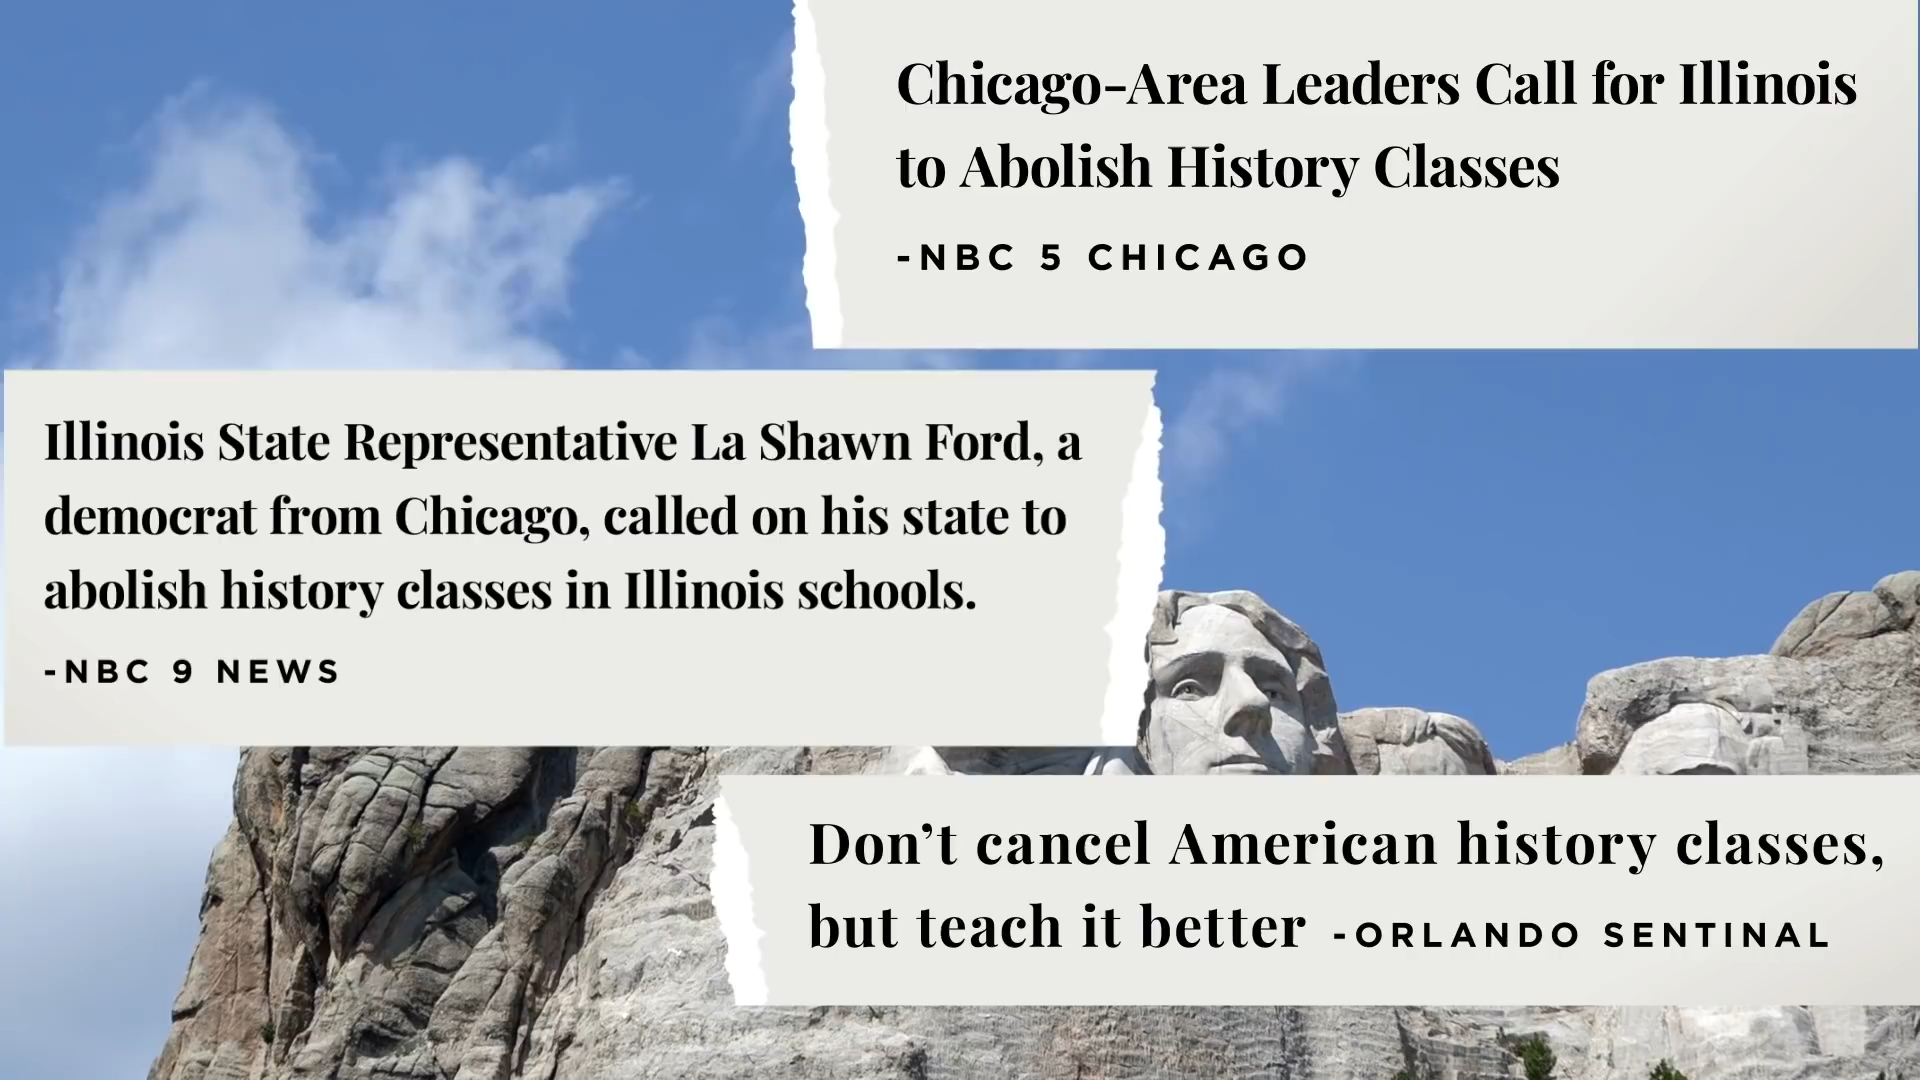 Chicago-Area Leaders Call for Illinois
to Abolish History Classes
-NBC 5 CHICAGO
Illinois State Representative La Shawn Ford, a
democrat from Chicago, called on his state to
abolish history classes in Illinois schools.
-NBC 9 NEWS
Don’t cancel American history classes,
but teach it better -ORLANDO SENTINAL